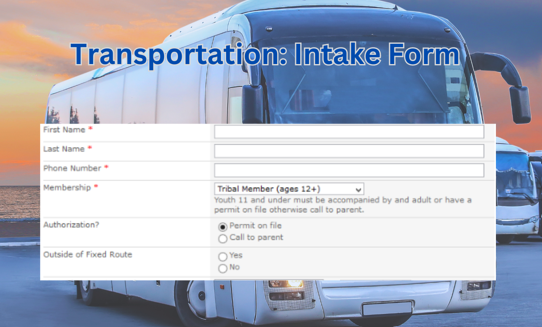 Transportation: Intake Form
First Name *
Last Name *
Phone Number *
Membership * Tribal Member (ages 12+)
Youth 11 and under must be accompanied by and adult or have a
permit on file otherwise call to parent.
Authorization? Permit on file
Call to parent
Outside of Fixed Route Yes
No